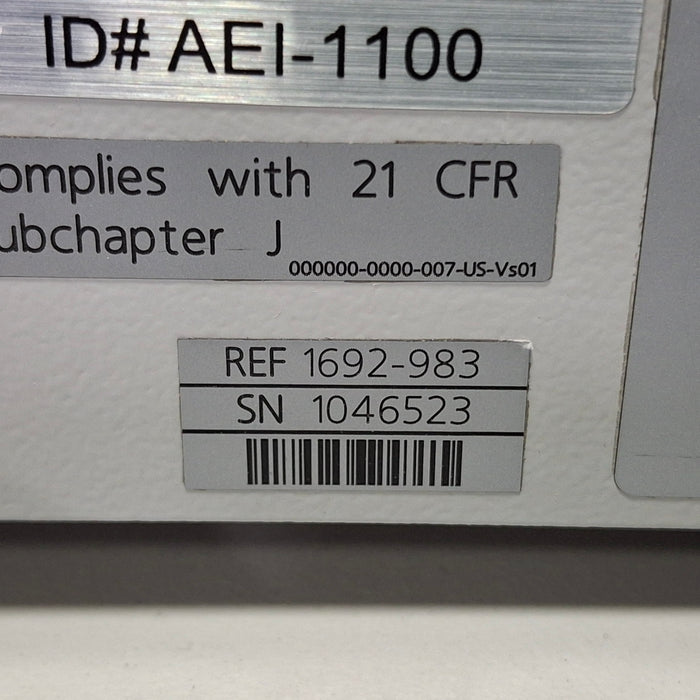 ID# AEI-1100
omplies with 21 CFR
ubchapter J
000000-0000-007-US-Vs01
REF 1692-983
SN 1046523